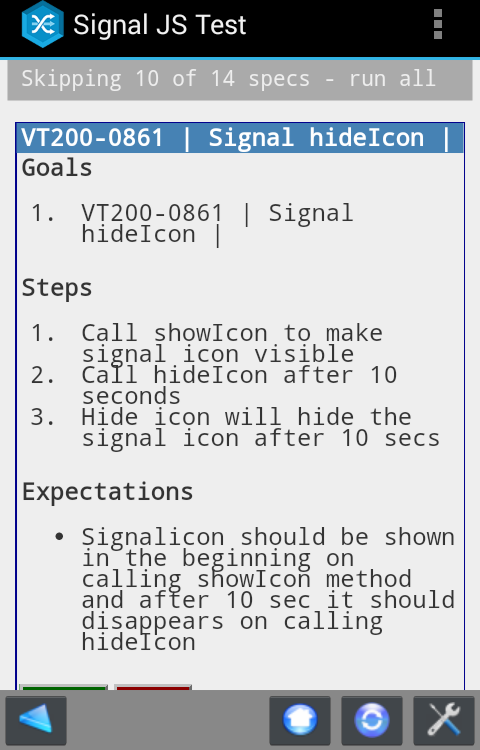 Signal JS Test
Skipping 10 of 14 specs - run all
VT200-0861 | Signal hideIcon |
Goals
1. VT200-0861 | Signal
hideIcon |
Steps
1. Call showIcon to make
signal icon visible
2. Call hideIcon after 10
seconds
3. Hide icon will hide the
signal icon after 10 secs
Expectations
• Signalicon should be shown
in the beginning on
calling showIcon method
and after 10 sec it should
disappears on calling
hideIcon